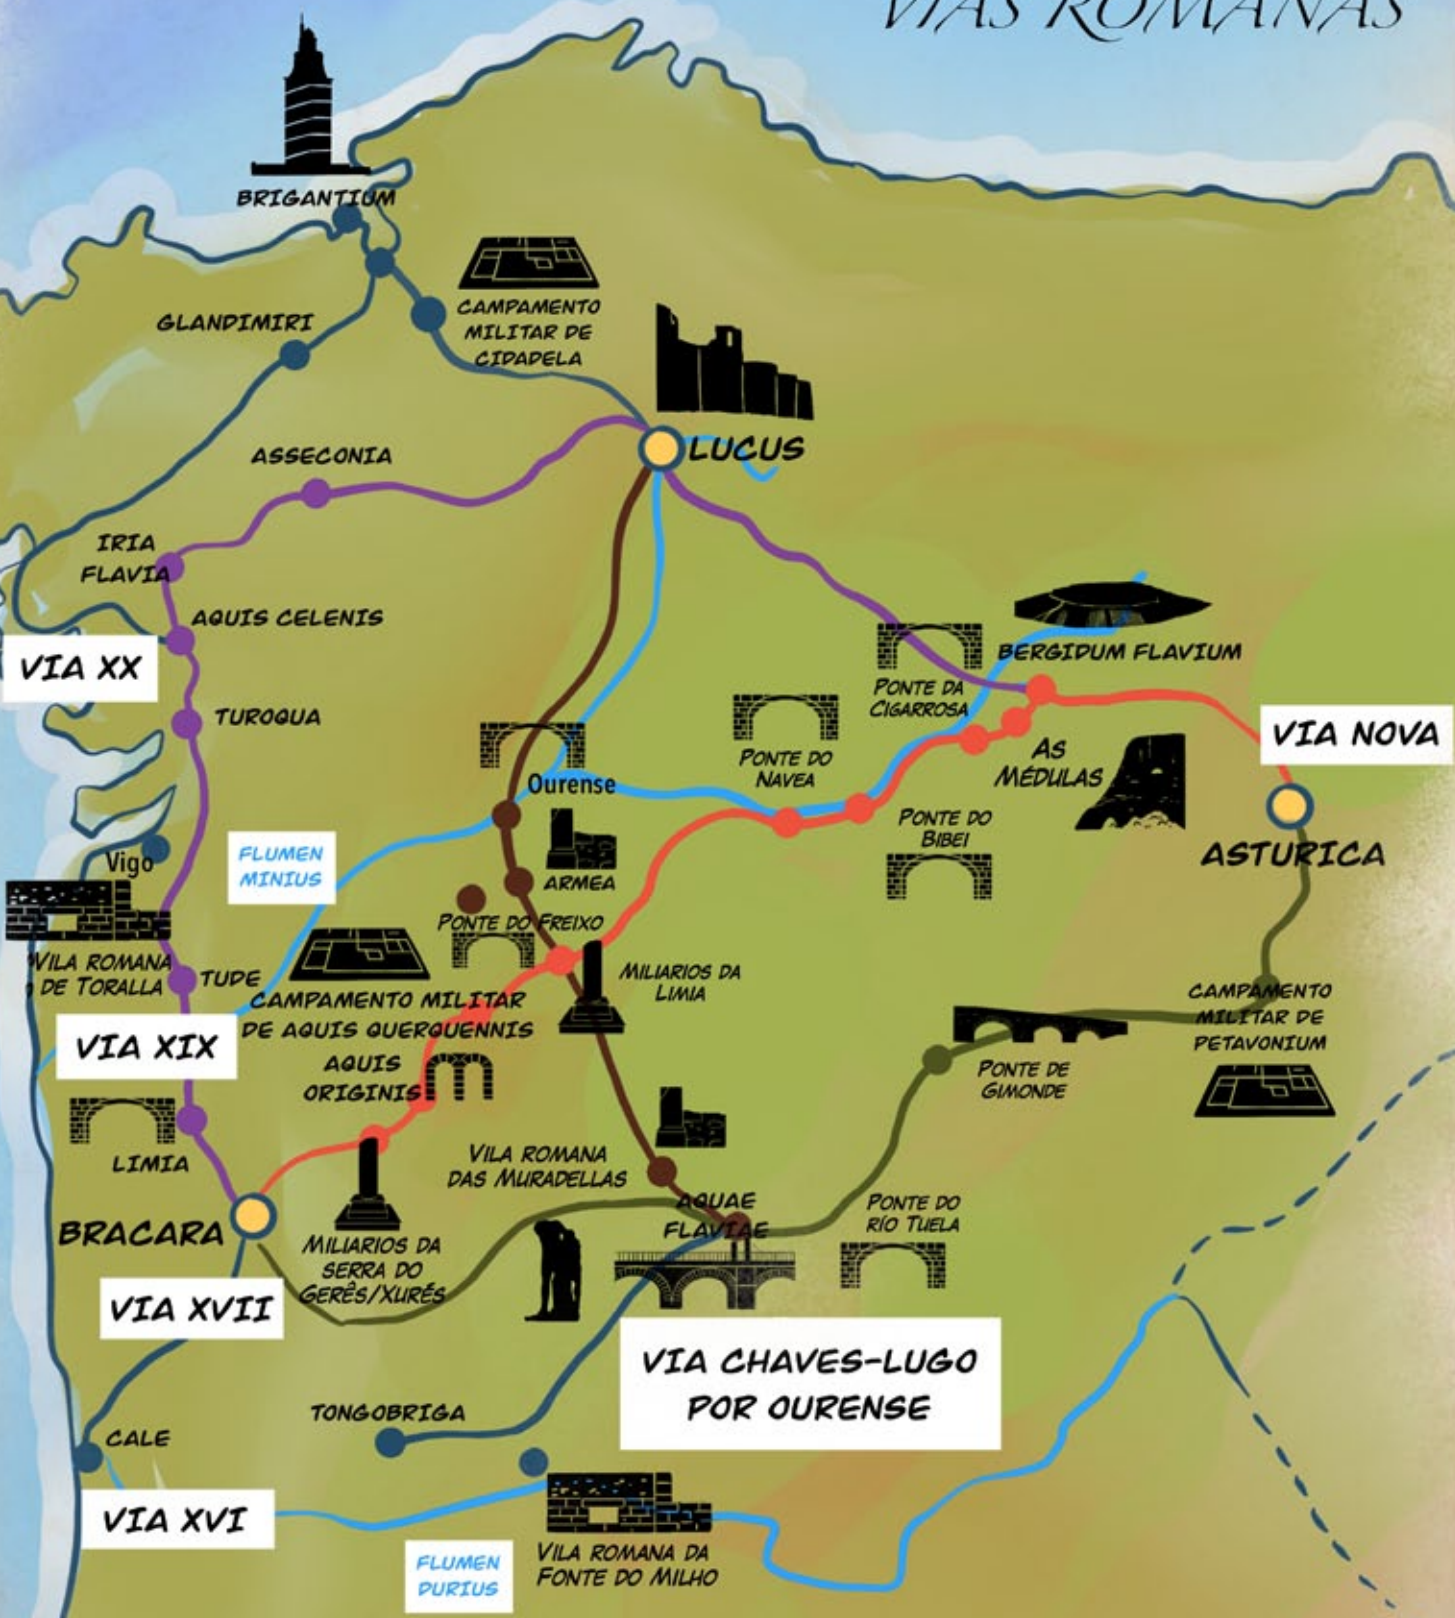 VIAS ROMANAS
BRIGANTIUM
CAMPAMENTO
MILITAR DE
CIDADELA
GLANDIMIRI
LUCUS
ASSECONIA
IRIA
FLAVIA
AQUIS CELENIS
VIA XX
BERGIDUM FLAVIUM
PONTE DA
CIGARROSA
TUROQUA
VIA NOVA
PONTE DO
NAVEA
AS
MÉDULAS
Ourense
PONTE DO
BIBEI
ASTURICA
Vigo
FLUMEN
MINIUS
ARMEA
PONTE DO FREIXO
VILA ROMANA
DE TORALLA
TUDE
MILIARIOS DA
LIMIA
CAMPAMENTO MILITAR
DE AQUIS QUERQUENNIS
CAMPAMENTO
MILITAR DE
PETAVONIUM
VIA XIX
AQUIS
ORIGINIS
PONTE DE
GIMONDE
LIMIA
VILA ROMANA
DAS MURADELLAS
AQUAE
FLAVIAE
PONTE DO
RÍO TUELA
BRACARA
MILIARIOS DA
SERRA DO
GERÊS/XURÉS
VIA XVII
VIA CHAVES-LUGO
POR OURENSE
TONGOBRIGA
CALE
VIA XVI
FLUMEN
DURIUS
VILA ROMANA DA
FONTE DO MILHO